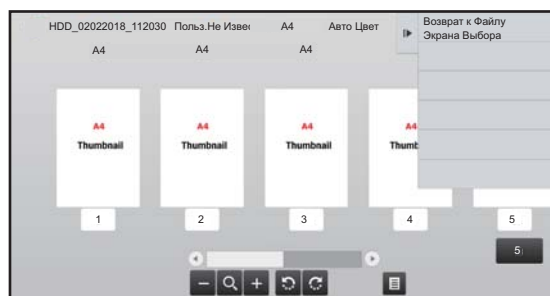 HDD_02022018_112030 Польз.Не Извес A4 Авто Цвет
Возврат к Файлу
Экрана Выбора
A4 A4 A4
A4 A4 A4 A4
Thumbnail Thumbnail Thumbnail Thumb
1 2 3 4 5
5